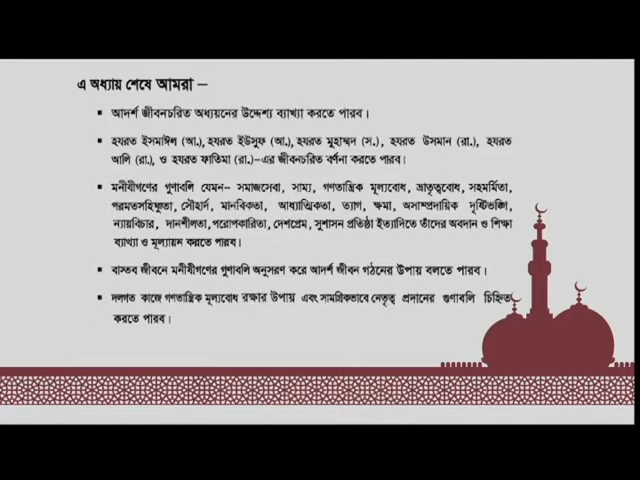 এ অধ্যায় শেষে আমরা –
▪ আদর্শ জীবনচরিত অধ্যয়নের উদ্দেশ্য ব্যাখ্যা করতে পারব।
▪ হযরত ইসমাঈল (আ.), হযরত ইউসুফ (আ.), হযরত মুহাম্মদ (স.), হযরত উসমান (রা.), হযরত
আলি (রা.), ও হযরত ফাতিমা (রা.)–এর জীবনচরিত বর্ণনা করতে পারব।
▪ মনীষীগণের গুণাবলি যেমন– সমাজসেবা, সাম্য, গণতান্ত্রিক মূল্যবোধ, ভ্রাতৃত্ববোধ, সহমর্মিতা,
পরমতসহিষ্ণুতা, সৌহার্দ, মানবিকতা, আধ্যাত্মিকতা, ত্যাগ, ক্ষমা, অসাম্প্রদায়িক দৃষ্টিভঙ্গি,
ন্যায়বিচার, দানশীলতা, পরোপকারিতা, দেশপ্রেম, সুশাসন প্রতিষ্ঠা ইত্যাদিতে তাঁদের অবদান ও শিক্ষা
ব্যাখ্যা ও মূল্যায়ন করতে পারব।
▪ বাস্তব জীবনে মনীষীগণের গুণাবলি অনুসরণ করে আদর্শ জীবন গঠনের উপায় বলতে পারব।
▪ দলগত কাজে গণতান্ত্রিক মূল্যবোধ রক্ষার উপায় এবং সামগ্রিকভাবে নেতৃত্ব প্রদানের গুণাবলি চিহ্নিত
করতে পারব।